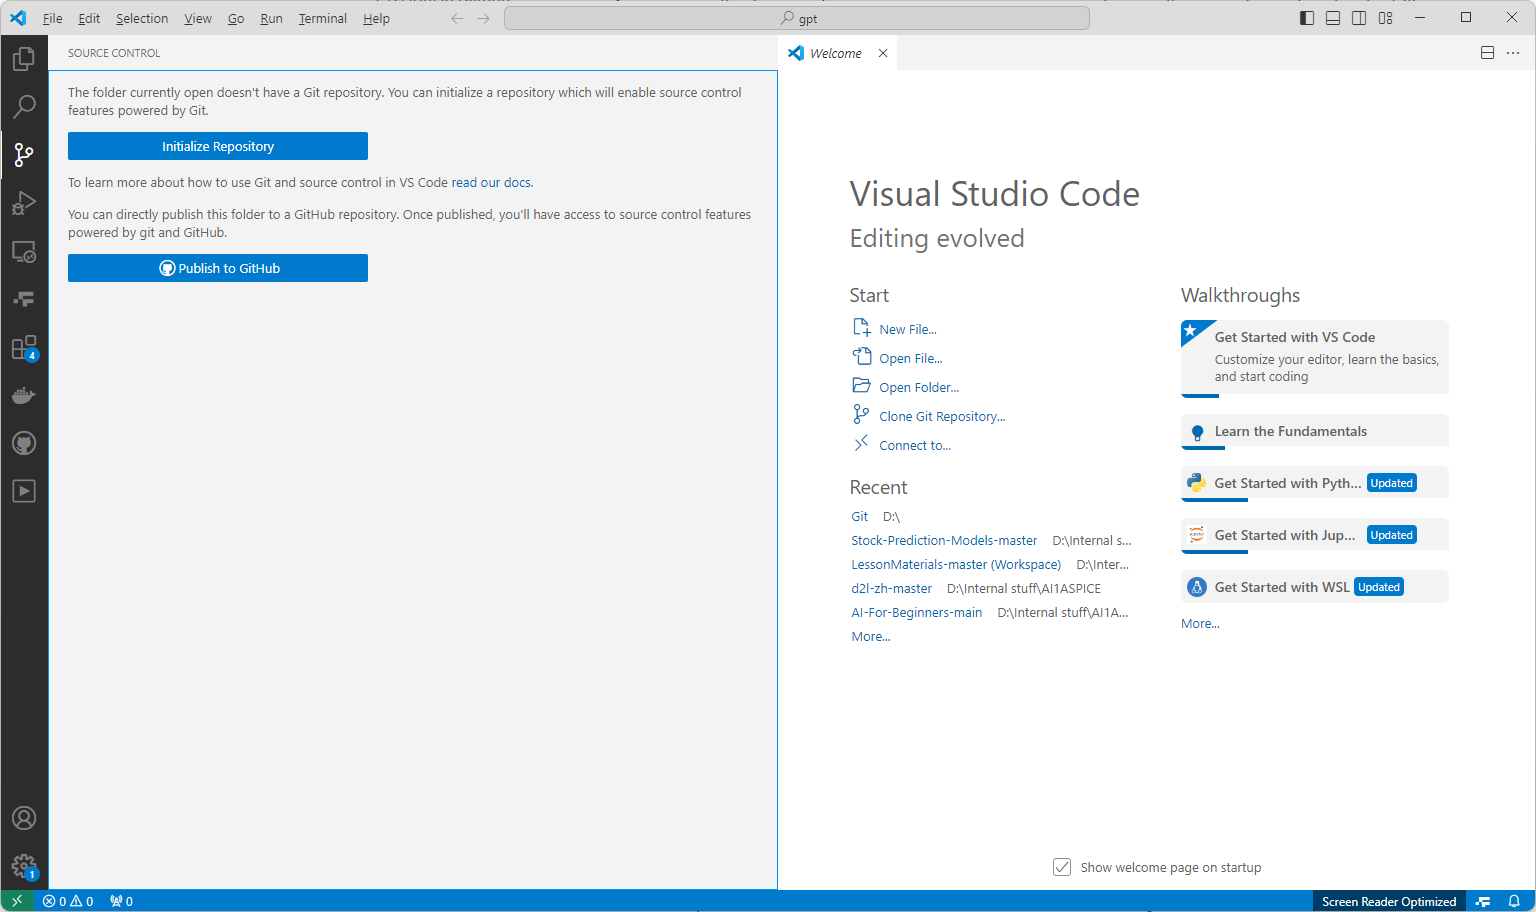 File Edit Selection View Go Run Terminal Help
gpt
SOURCE CONTROL
The folder currently open doesn't have a Git repository. You can initialize a repository which will enable source control
features powered by Git.
Initialize Repository
To learn more about how to use Git and source control in VS Code read our docs.
You can directly publish this folder to a GitHub repository. Once published, you'll have access to source control features
powered by git and GitHub.
Publish to GitHub
4
1
Welcome
Visual Studio Code
Editing evolved
Start
New File...
Open File...
Open Folder...
Clone Git Repository...
Connect to...
Recent
Git D:\
Stock-Prediction-Models-master D:\Internal s...
LessonMaterials-master (Workspace) D:\Inter...
d2l-zh-master D:\Internal stuff\AI1ASPICE
AI-For-Beginners-main D:\Internal stuff\AI1A...
More...
Walkthroughs
Get Started with VS Code
Customize your editor, learn the basics,
and start coding
Learn the Fundamentals
Get Started with Pyth... Updated
Get Started with Jup... Updated
Get Started with WSL Updated
More...
Show welcome page on startup
0 0 0
Screen Reader Optimized